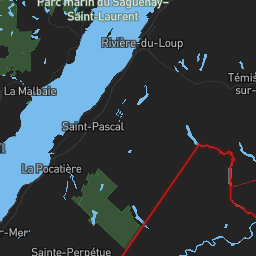 Parc marin du Saguenay–
Saint-Laurent
Rivière-du-Loup
Témis
sur-
La Malbaie
Saint-Pascal
La Pocatière
-Mer
Sainte-Perpétue